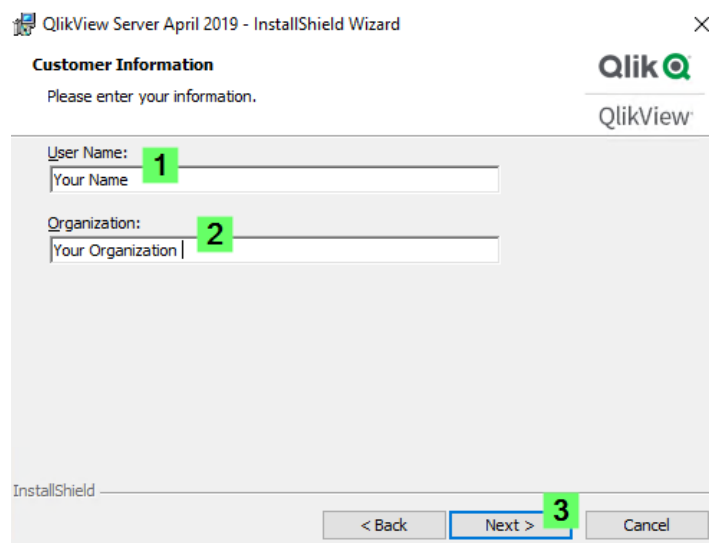 QlikView Server April 2019 - InstallShield Wizard
Customer Information
Please enter your information.
Qlik
QlikView
User Name:
1
Your Name
Organization:
2
Your Organization
InstallShield
3
< Back Next > Cancel